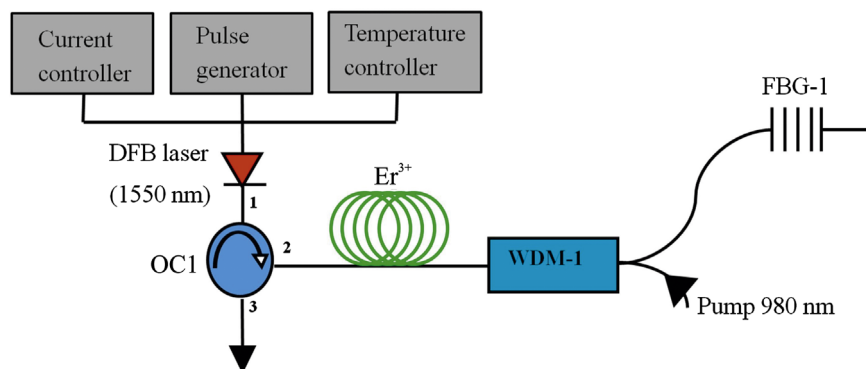 Current
controller
Pulse
generator
Temperature
controller
FBG-1
DFB laser
(1550 nm)
Er³⁺
1
2
OC1
3
WDM-1
Pump 980 nm